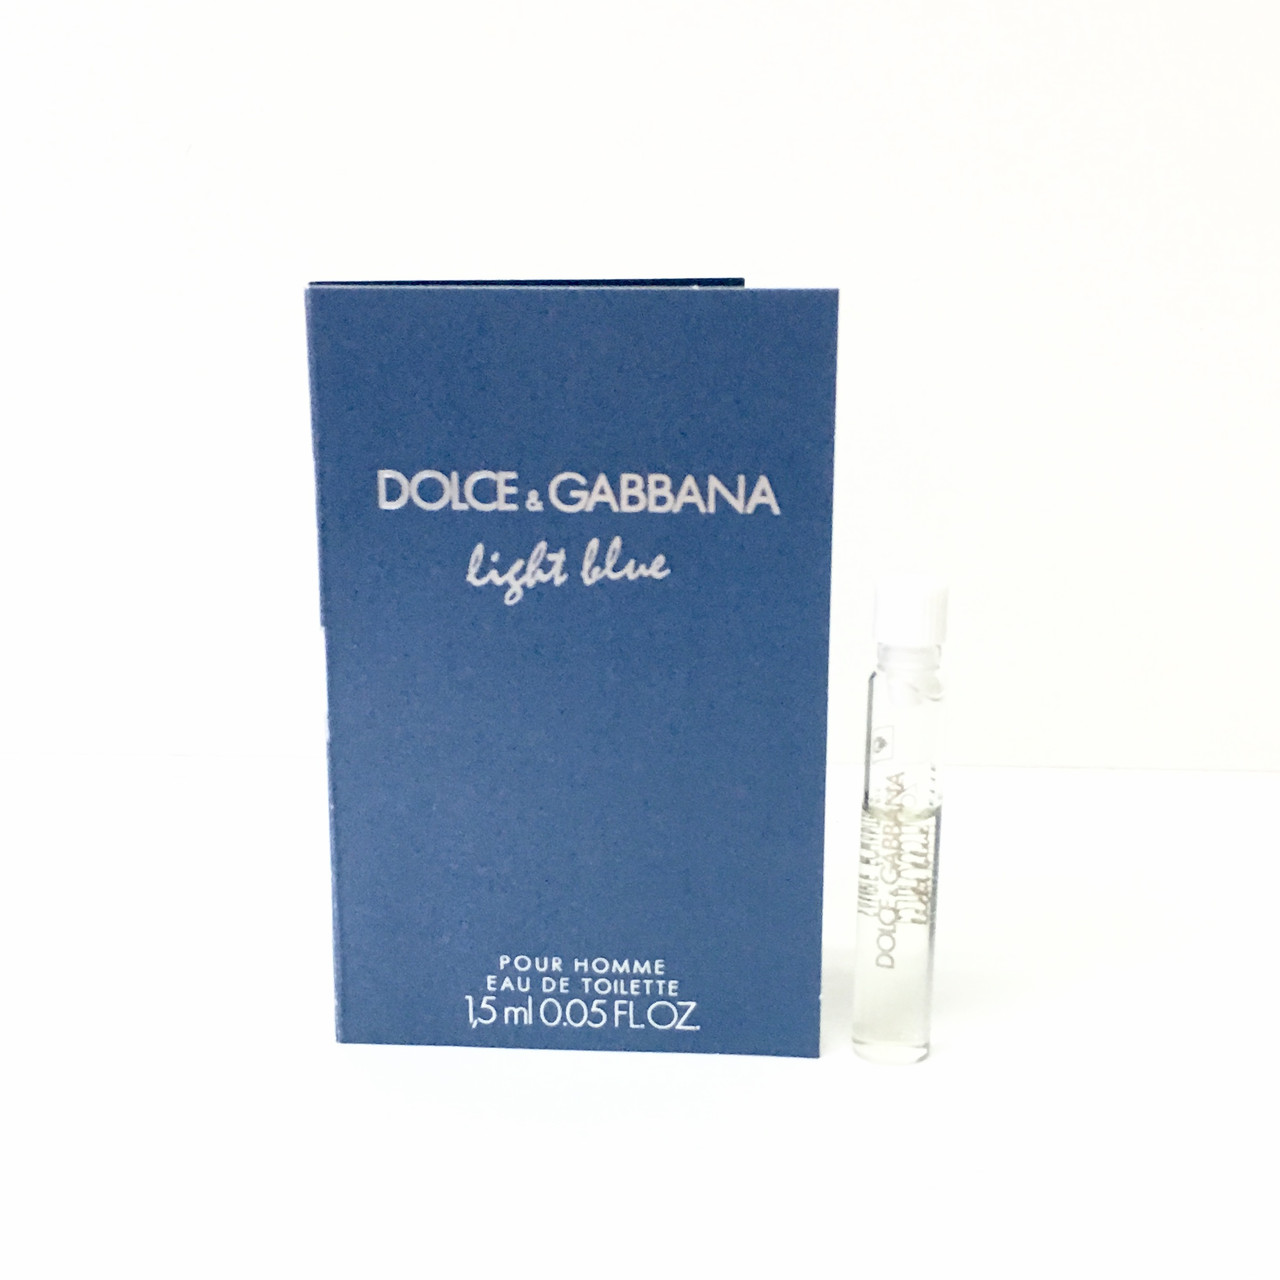 DOLCE & GABBANA
light blue
POUR HOMME
EAU DE TOILETTE
1,5 ml 0.05 FL. OZ.
DOLCE & GABBANA
light blue